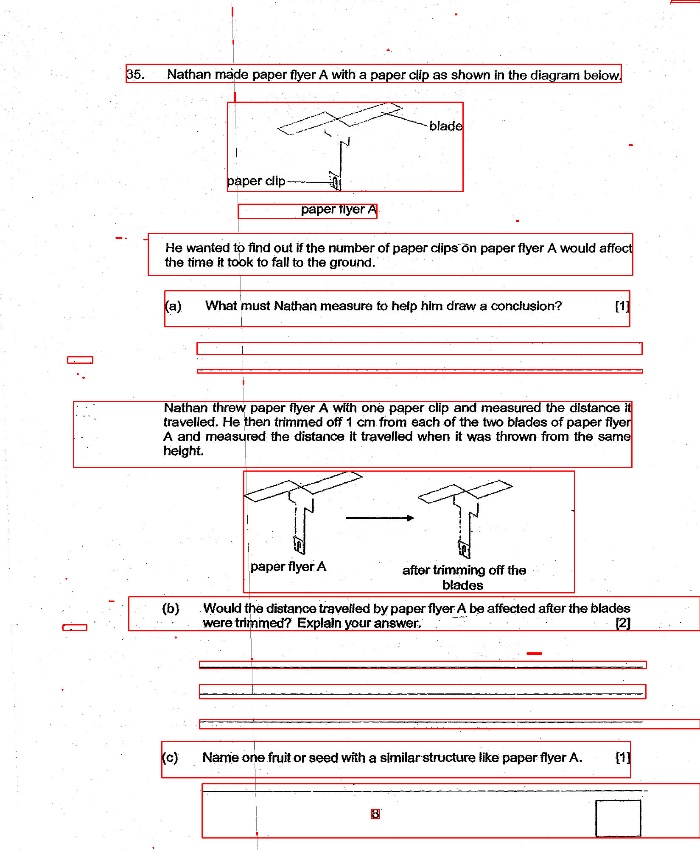 35. Nathan made paper flyer A with a paper clip as shown in the diagram below.
blade
paper clip
paper flyer A
He wanted to find out if the number of paper clips on paper flyer A would affect
the time it took to fall to the ground.
(a) What must Nathan measure to help him draw a conclusion? [1]
Nathan threw paper flyer A with one paper clip and measured the distance it
travelled. He then trimmed off 1 cm from each of the two blades of paper flyer
A and measured the distance it travelled when it was thrown from the same
height.
paper flyer A
after trimming off the
blades
(b) Would the distance travelled by paper flyer A be affected after the blades
were trimmed? Explain your answer. [2]
(c) Name one fruit or seed with a similar structure like paper flyer A. [1]
8